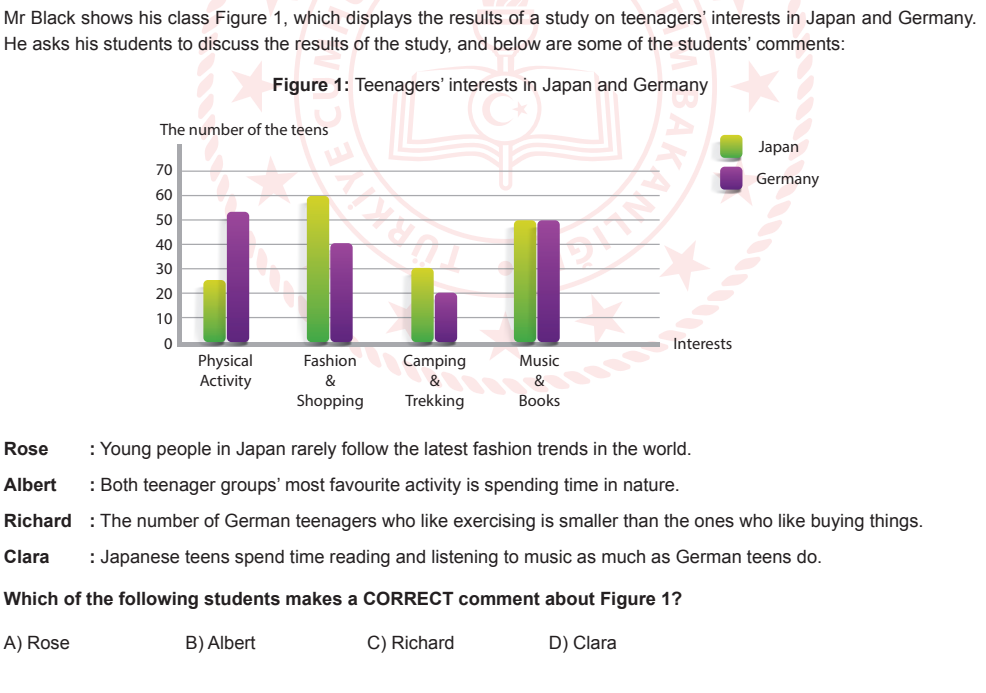 Mr Black shows his class Figure 1, which displays the results of a study on teenagers’ interests in Japan and Germany.
He asks his students to discuss the results of the study, and below are some of the students’ comments:
Figure 1: Teenagers’ interests in Japan and Germany
The number of the teens
Japan
Germany
70
60
50
40
30
20
10
0
Interests
Physical
Activity
Fashion
&
Shopping
Camping
&
Trekking
Music
&
Books
Rose : Young people in Japan rarely follow the latest fashion trends in the world.
Albert : Both teenager groups’ most favourite activity is spending time in nature.
Richard : The number of German teenagers who like exercising is smaller than the ones who like buying things.
Clara : Japanese teens spend time reading and listening to music as much as German teens do.
Which of the following students makes a CORRECT comment about Figure 1?
A) Rose B) Albert C) Richard D) Clara